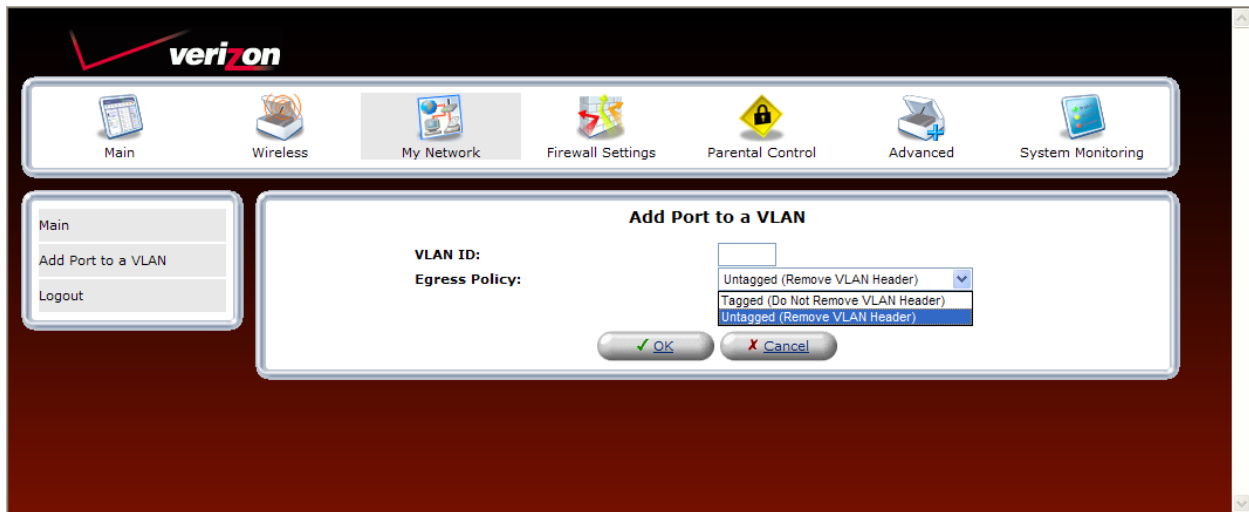 verizon
Main Wireless My Network Firewall Settings Parental Control Advanced System Monitoring
Main
Add Port to a VLAN
Logout
Add Port to a VLAN
VLAN ID:
Egress Policy: Untagged (Remove VLAN Header)
Tagged (Do Not Remove VLAN Header)
Untagged (Remove VLAN Header)
OK Cancel